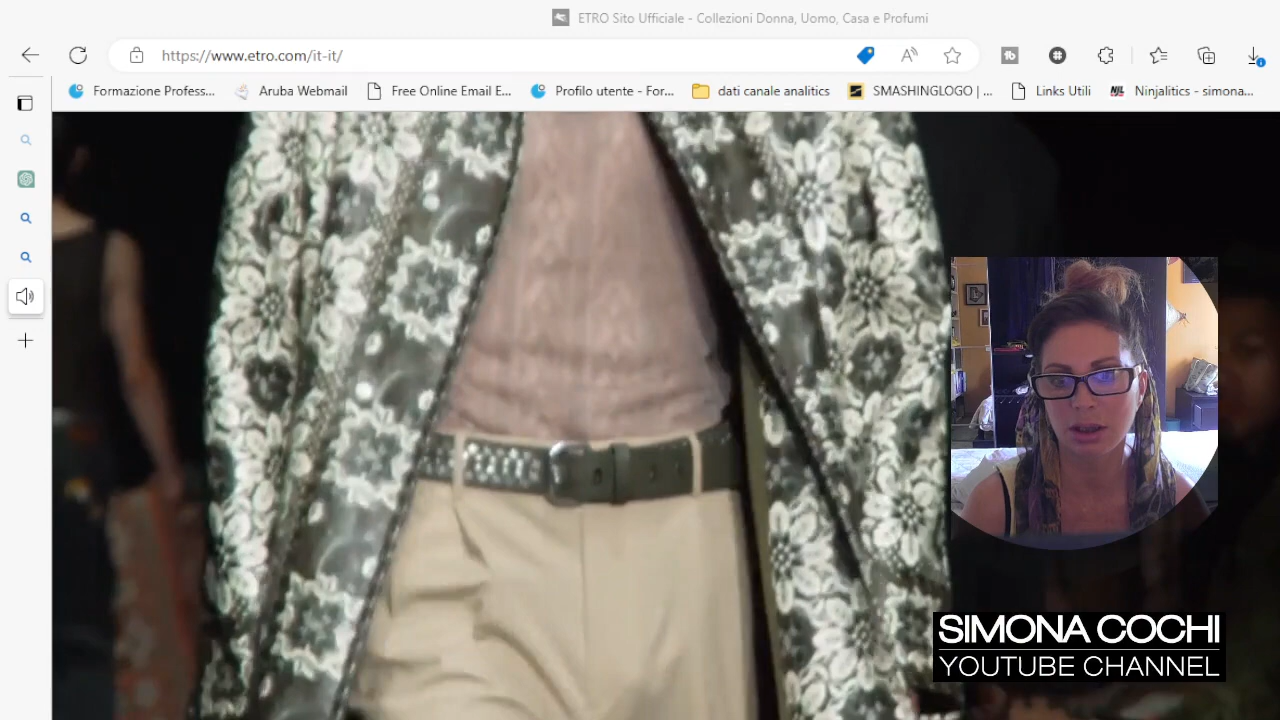 ETRO Sito Ufficiale - Collezioni Donna, Uomo, Casa e Profumi
https://www.etro.com/it-it/
Formazione Profess...
Aruba Webmail
Free Online Email E...
Profilo utente - For...
dati canale analitics
SMASHINGLOGO | ...
Links Utili
Ninjalitics - simona...
SIMONA COCHI
YOUTUBE CHANNEL